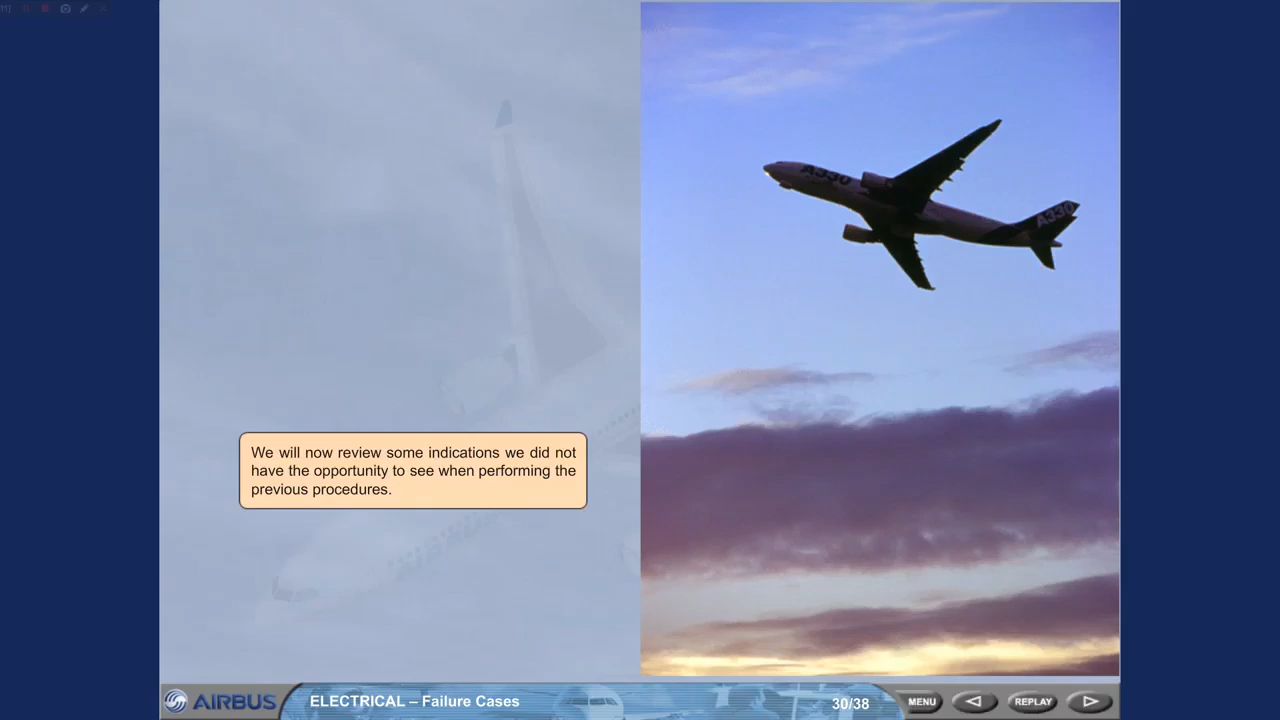 11]
A330
A330
We will now review some indications we did not
have the opportunity to see when performing the
previous procedures.
AIRBUS
ELECTRICAL – Failure Cases
30/38
MENU
REPLAY